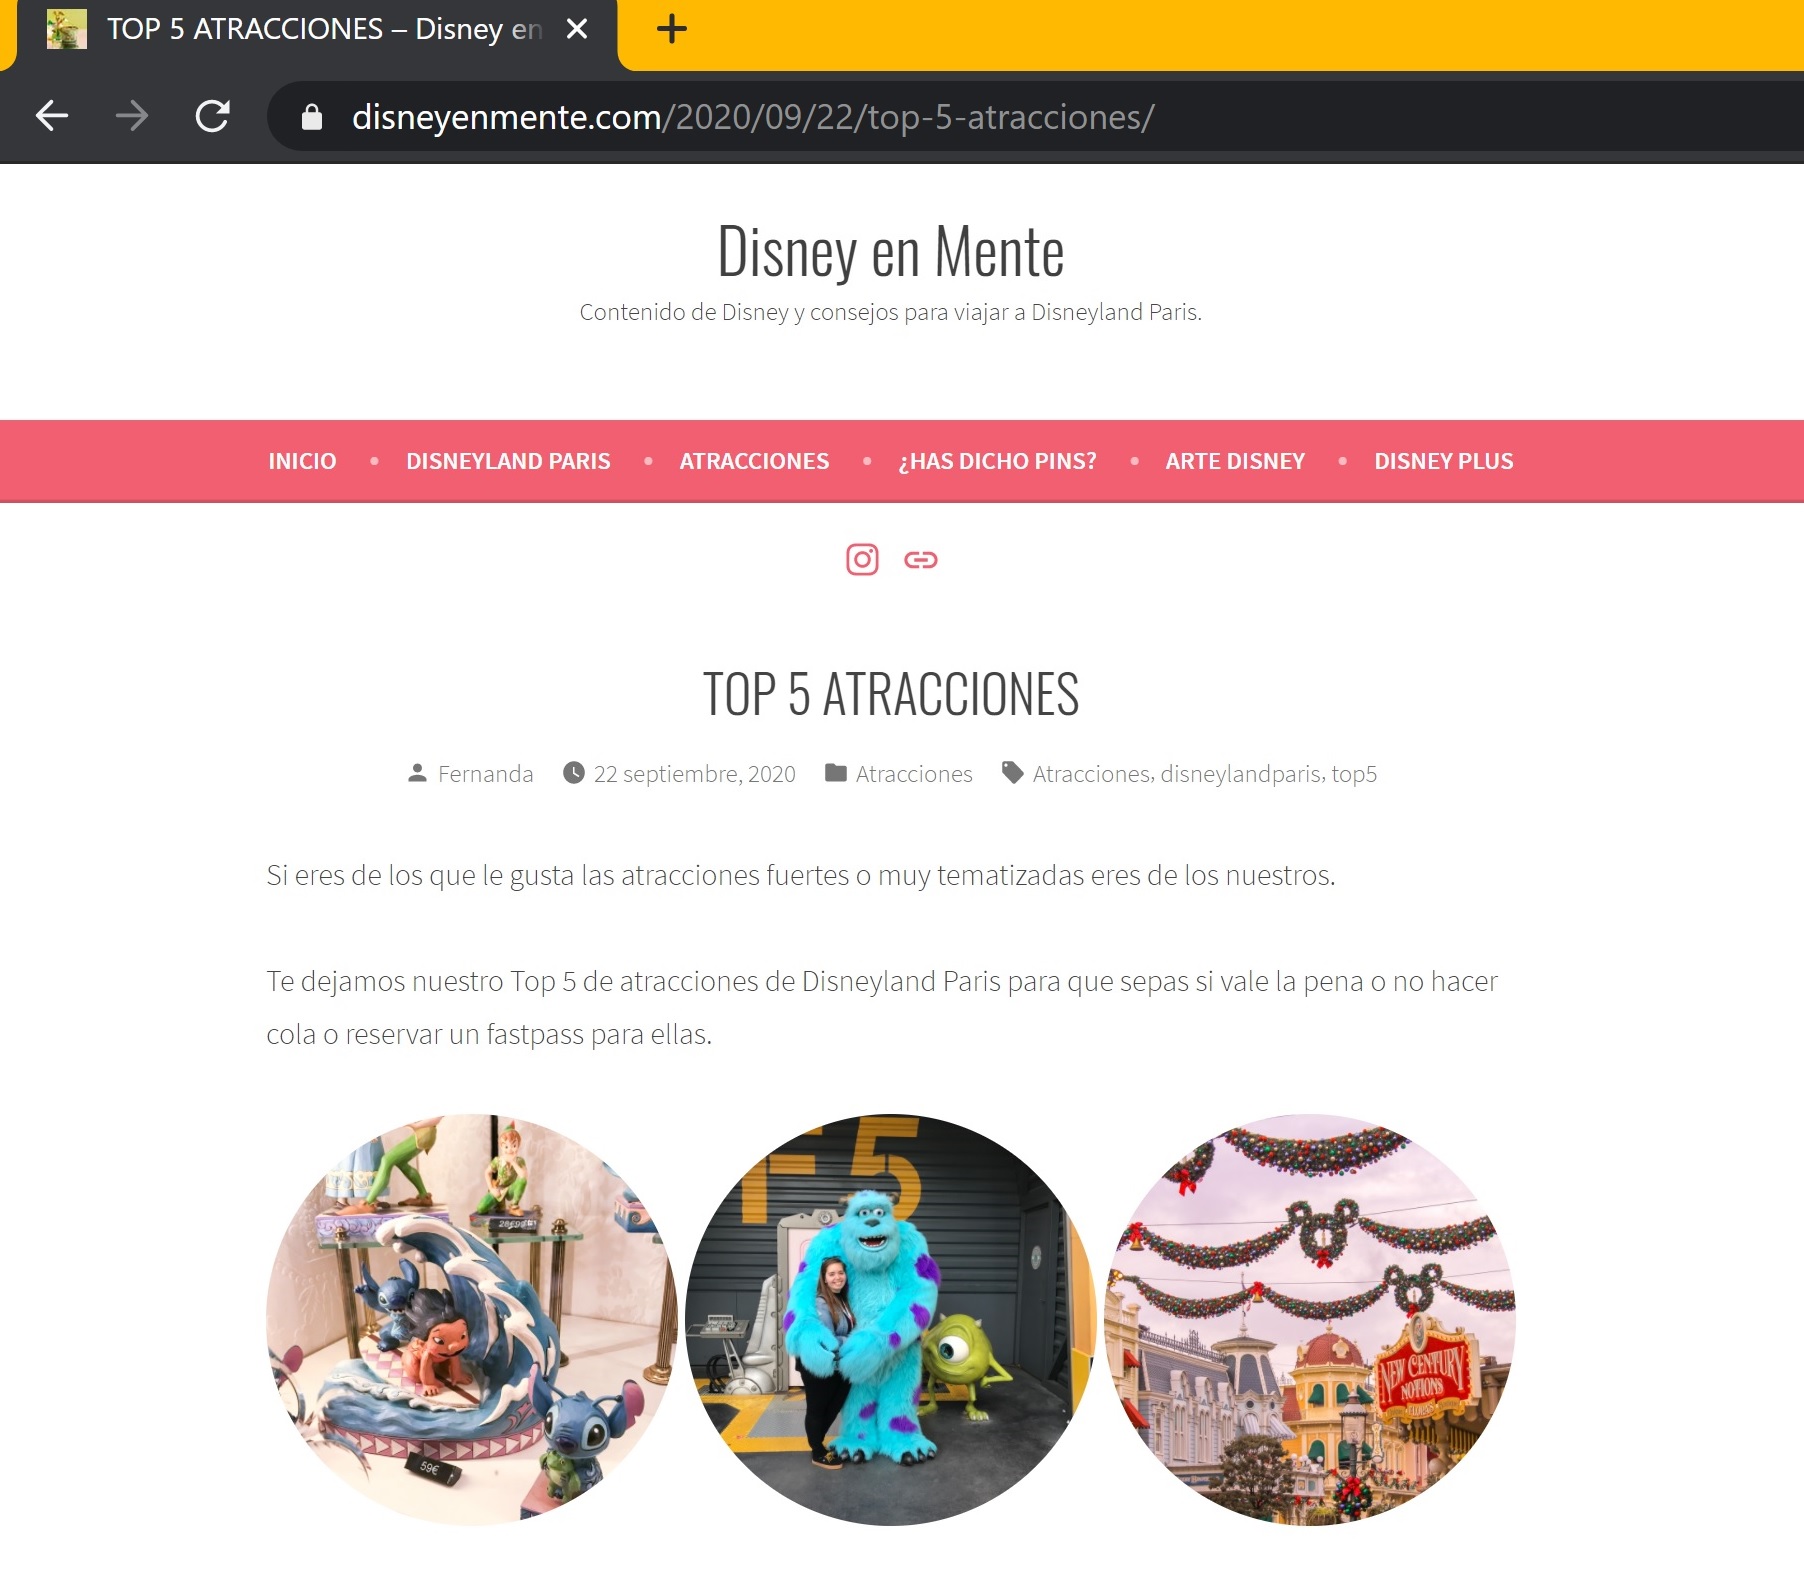 TOP 5 ATRACCIONES – Disney en
disneyenmente.com/2020/09/22/top-5-atracciones/
Disney en Mente
Contenido de Disney y consejos para viajar a Disneyland Paris.
INICIO • DISNEYLAND PARIS • ATRACCIONES • ¿HAS DICHO PINS? • ARTE DISNEY • DISNEY PLUS
TOP 5 ATRACCIONES
Fernanda 22 septiembre, 2020 Atracciones Atracciones, disneylandparis, top5
Si eres de los que le gusta las atracciones fuertes o muy tematizadas eres de los nuestros.
Te dejamos nuestro Top 5 de atracciones de Disneyland Paris para que sepas si vale la pena o no hacer
cola o reservar un fastpass para ellas.
59€
F5
NEW CENTURY
NOTIONS